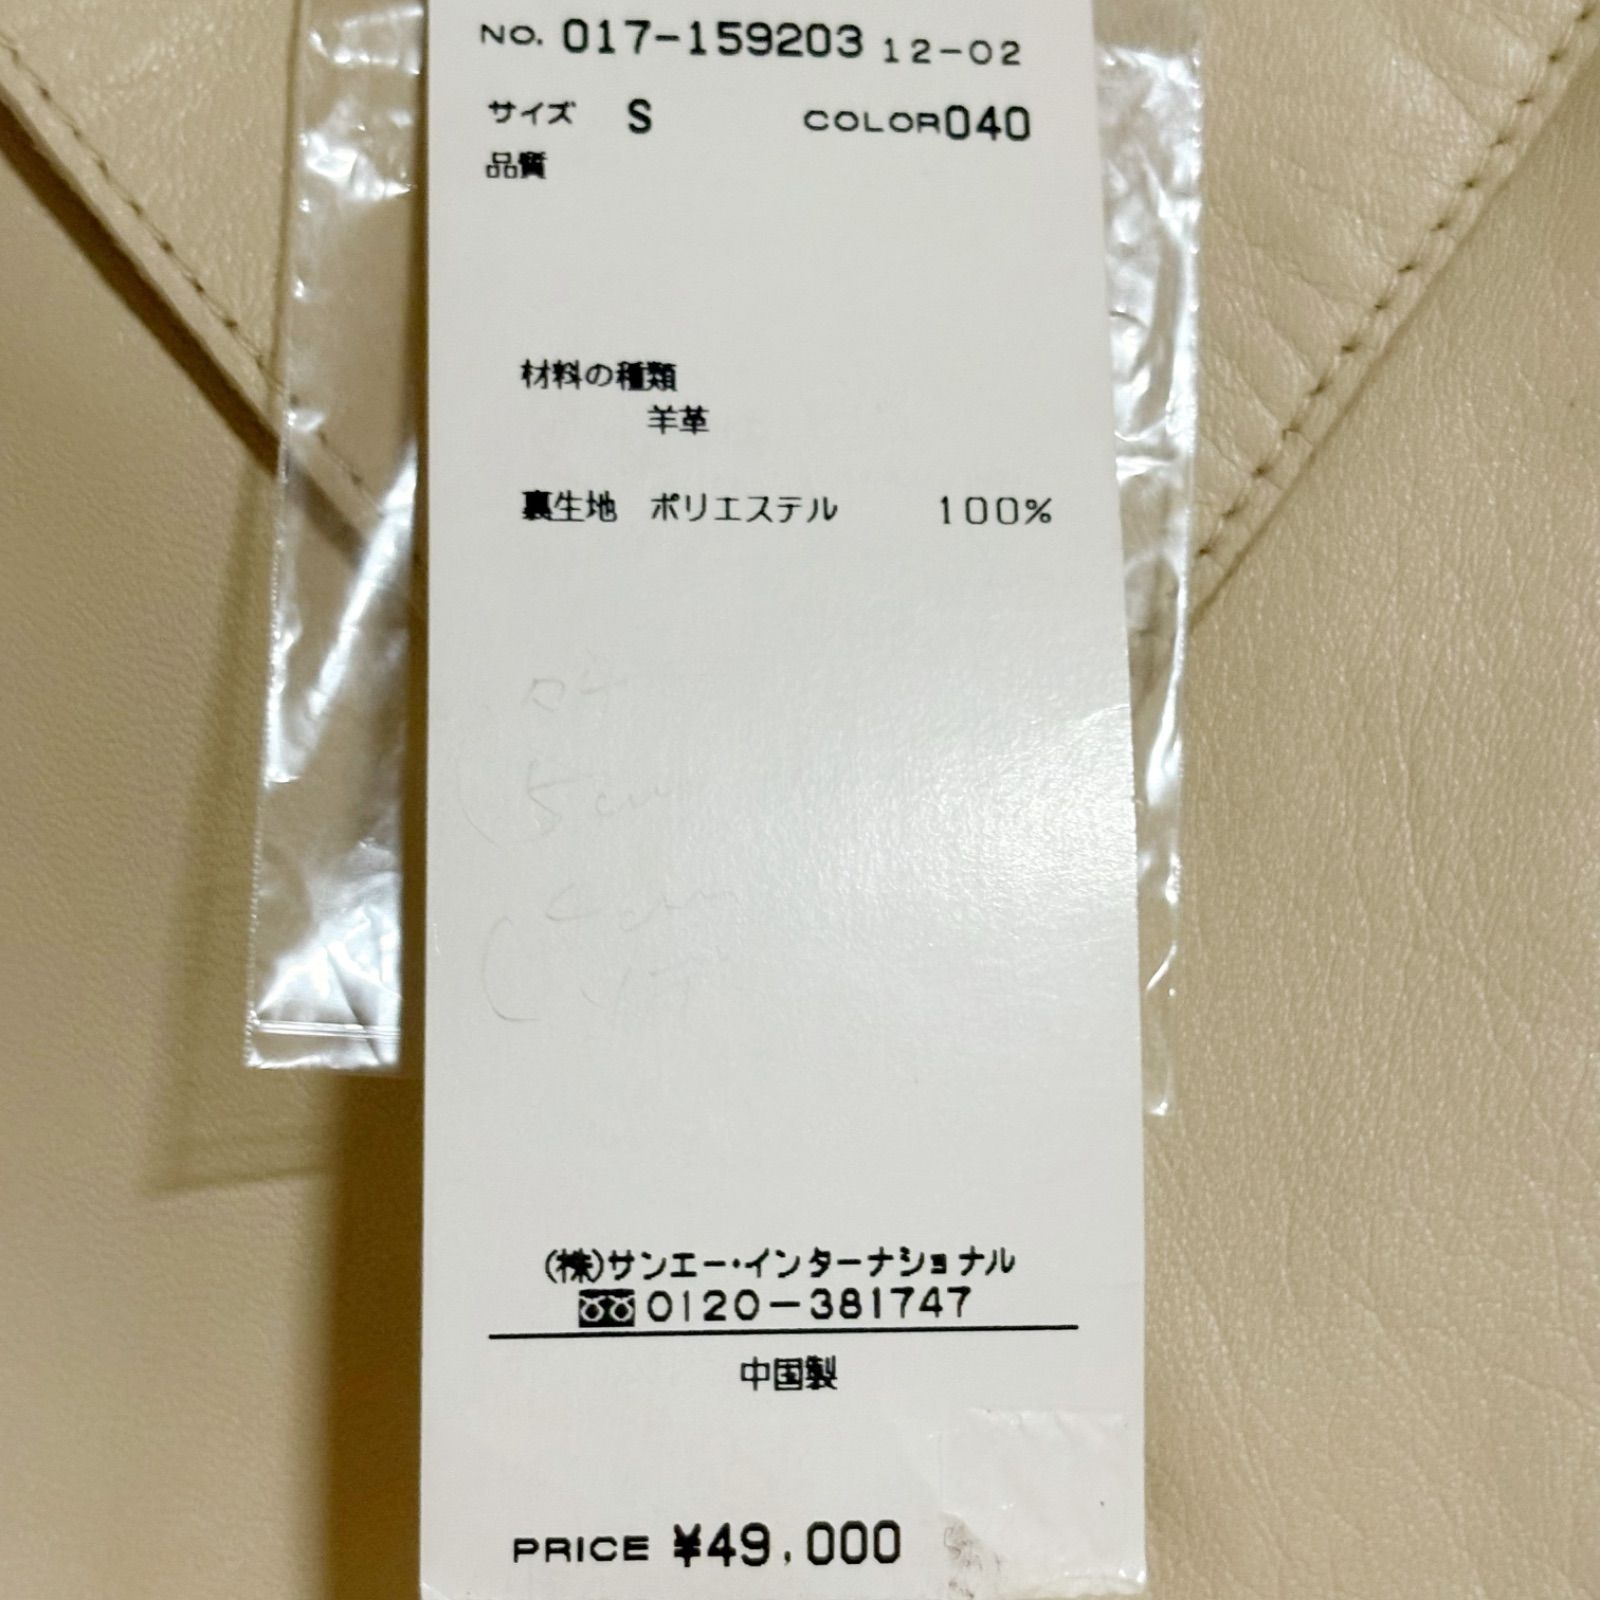 NO. 017-159203 12-02
サイズ S COLOR040
品質
材料の種類
羊革
裏生地 ポリエステル 100%
5cm
(株)サンエー・インターナショナル
0120-381747
中国製
PRICE ¥49,000